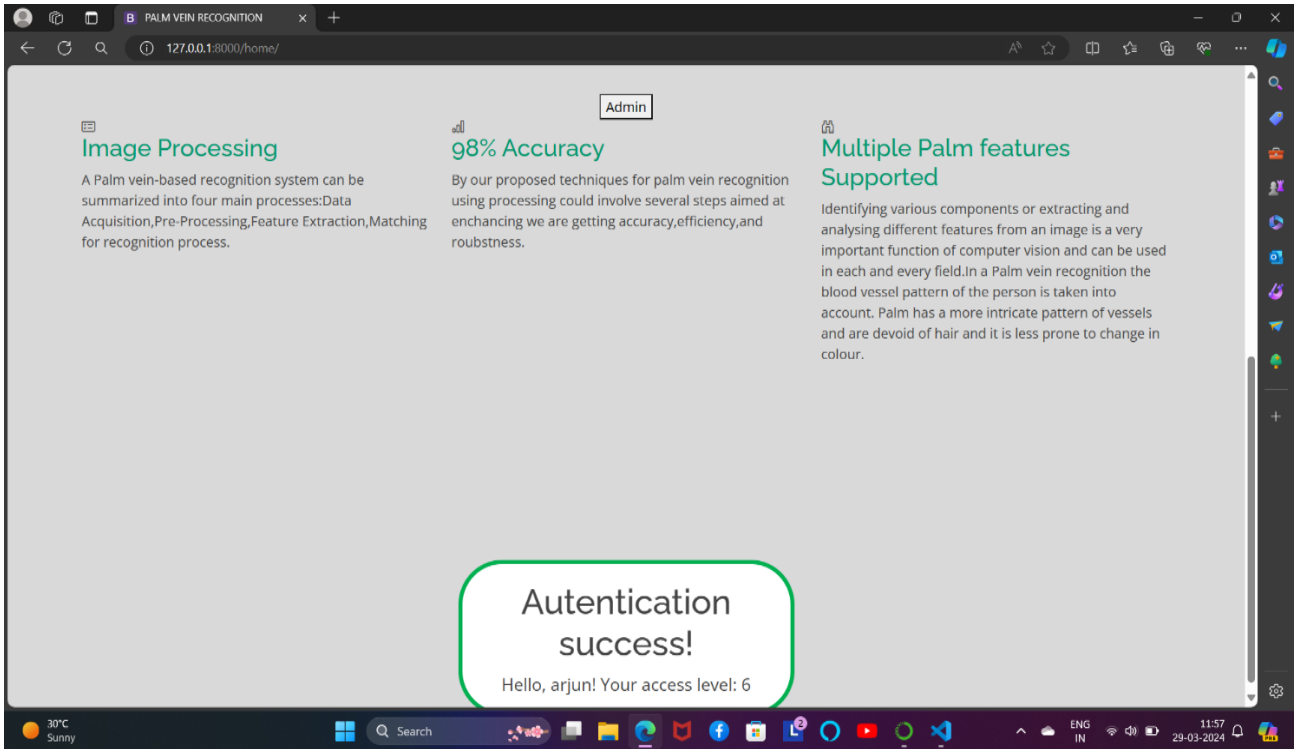 PALM VEIN RECOGNITION
127.0.0.1:8000/home/
Admin
Image Processing
A Palm vein-based recognition system can be
summarized into four main processes:Data
Acquisition,Pre-Processing,Feature Extraction,Matching
for recognition process.
98% Accuracy
By our proposed techniques for palm vein recognition
using processing could involve several steps aimed at
enchancing we are getting accuracy,efficiency,and
roubstness.
Multiple Palm features
Supported
Identifying various components or extracting and
analysing different features from an image is a very
important function of computer vision and can be used
in each and every field.In a Palm vein recognition the
blood vessel pattern of the person is taken into
account. Palm has a more intricate pattern of vessels
and are devoid of hair and it is less prone to change in
colour.
Autentication
success!
Hello, arjun! Your access level: 6
30°C
Sunny
Search
2
ENG
IN
11:57
29-03-2024